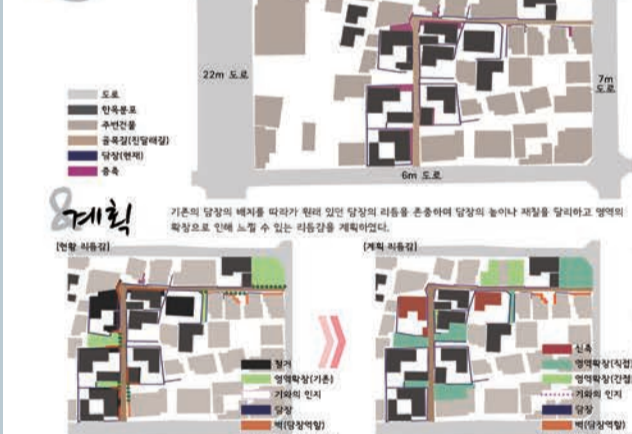 22m 도로
7m
도로
6m 도로
도로
한옥분포
주변건물
골목길(진달래길)
담장(현재)
증축
8계획
기존의 담장의 배치를 따라가 원래 있던 담장의 리듬을 존중하며 담장의 높이나 재질을 달리하고 영역의
확장으로 인해 느낄 수 있는 리듬감을 계획하였다.
[현황 리듬감]
[계획 리듬감]
철거
영역확장(기존)
기와의 인지
담장
벽(담장역할)
신축
영역확장(직접)
영역확장(간접)
기와의 인지
담장
벽(담장역할)